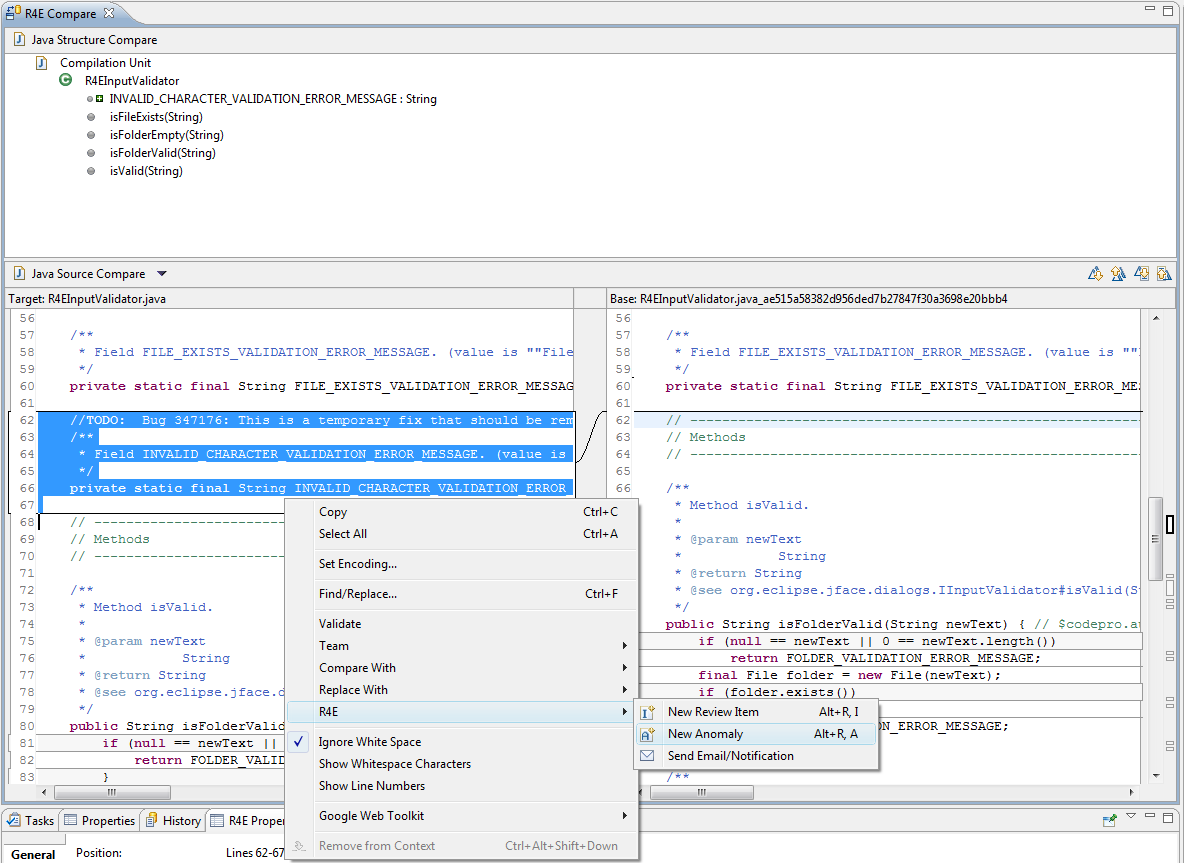 R4E Compare
Java Structure Compare
Compilation Unit
R4EInputValidator
INVALID_CHARACTER_VALIDATION_ERROR_MESSAGE : String
isFileExists(String)
isFolderEmpty(String)
isFolderValid(String)
isValid(String)
Java Source Compare
Target: R4EInputValidator.java
56
57 /**
58 * Field FILE_EXISTS_VALIDATION_ERROR_MESSAGE. (value is ""File
59 */
60 private static final String FILE_EXISTS_VALIDATION_ERROR_MESSAG
61
62 //TODO: Bug 347176: This is a temporary fix that should be rem
63 /**
64 * Field INVALID_CHARACTER_VALIDATION_ERROR_MESSAGE. (value is
65 */
66 private static final String INVALID_CHARACTER_VALIDATION_ERROR_
67
68 // ------------------------
69 // Methods
70 // ------------------------
71
72 /**
73 * Method isValid.
74 *
75 * @param newText
76 * String
77 * @return String
78 * @see org.eclipse.jface.d
79 */
80 public String isFolderValid
81 if (null == newText ||
82 return FOLDER_VALID
83 }
Base: R4EInputValidator.java_ae515a58382d956ded7b27847f30a3698e20bbb4
56
57 /**
58 * Field FILE_EXISTS_VALIDATION_ERROR_MESSAGE. (value is ""
59 */
60 private static final String FILE_EXISTS_VALIDATION_ERROR_ME
61
62 // --------------------------------------------------------
63 // Methods
64 // --------------------------------------------------------
65
66 /**
* Method isValid.
*
* @param newText
* String
* @return String
* @see org.eclipse.jface.dialogs.IInputValidator#isValid(S
*/
public String isFolderValid(String newText) { // $codepro.au
if (null == newText || 0 == newText.length())
return FOLDER_VALIDATION_ERROR_MESSAGE;
final File folder = new File(newText);
if (folder.exists())
N_ERROR_MESSAGE;
/**
Copy Ctrl+C
Select All Ctrl+A
Set Encoding...
Find/Replace... Ctrl+F
Validate
Team
Compare With
Replace With
R4E
Ignore White Space
Show Whitespace Characters
Show Line Numbers
Google Web Toolkit
Remove from Context Ctrl+Alt+Shift+Down
New Review Item Alt+R, I
New Anomaly Alt+R, A
Send Email/Notification
Tasks Properties History R4E Proper
General Position: Lines 62-67